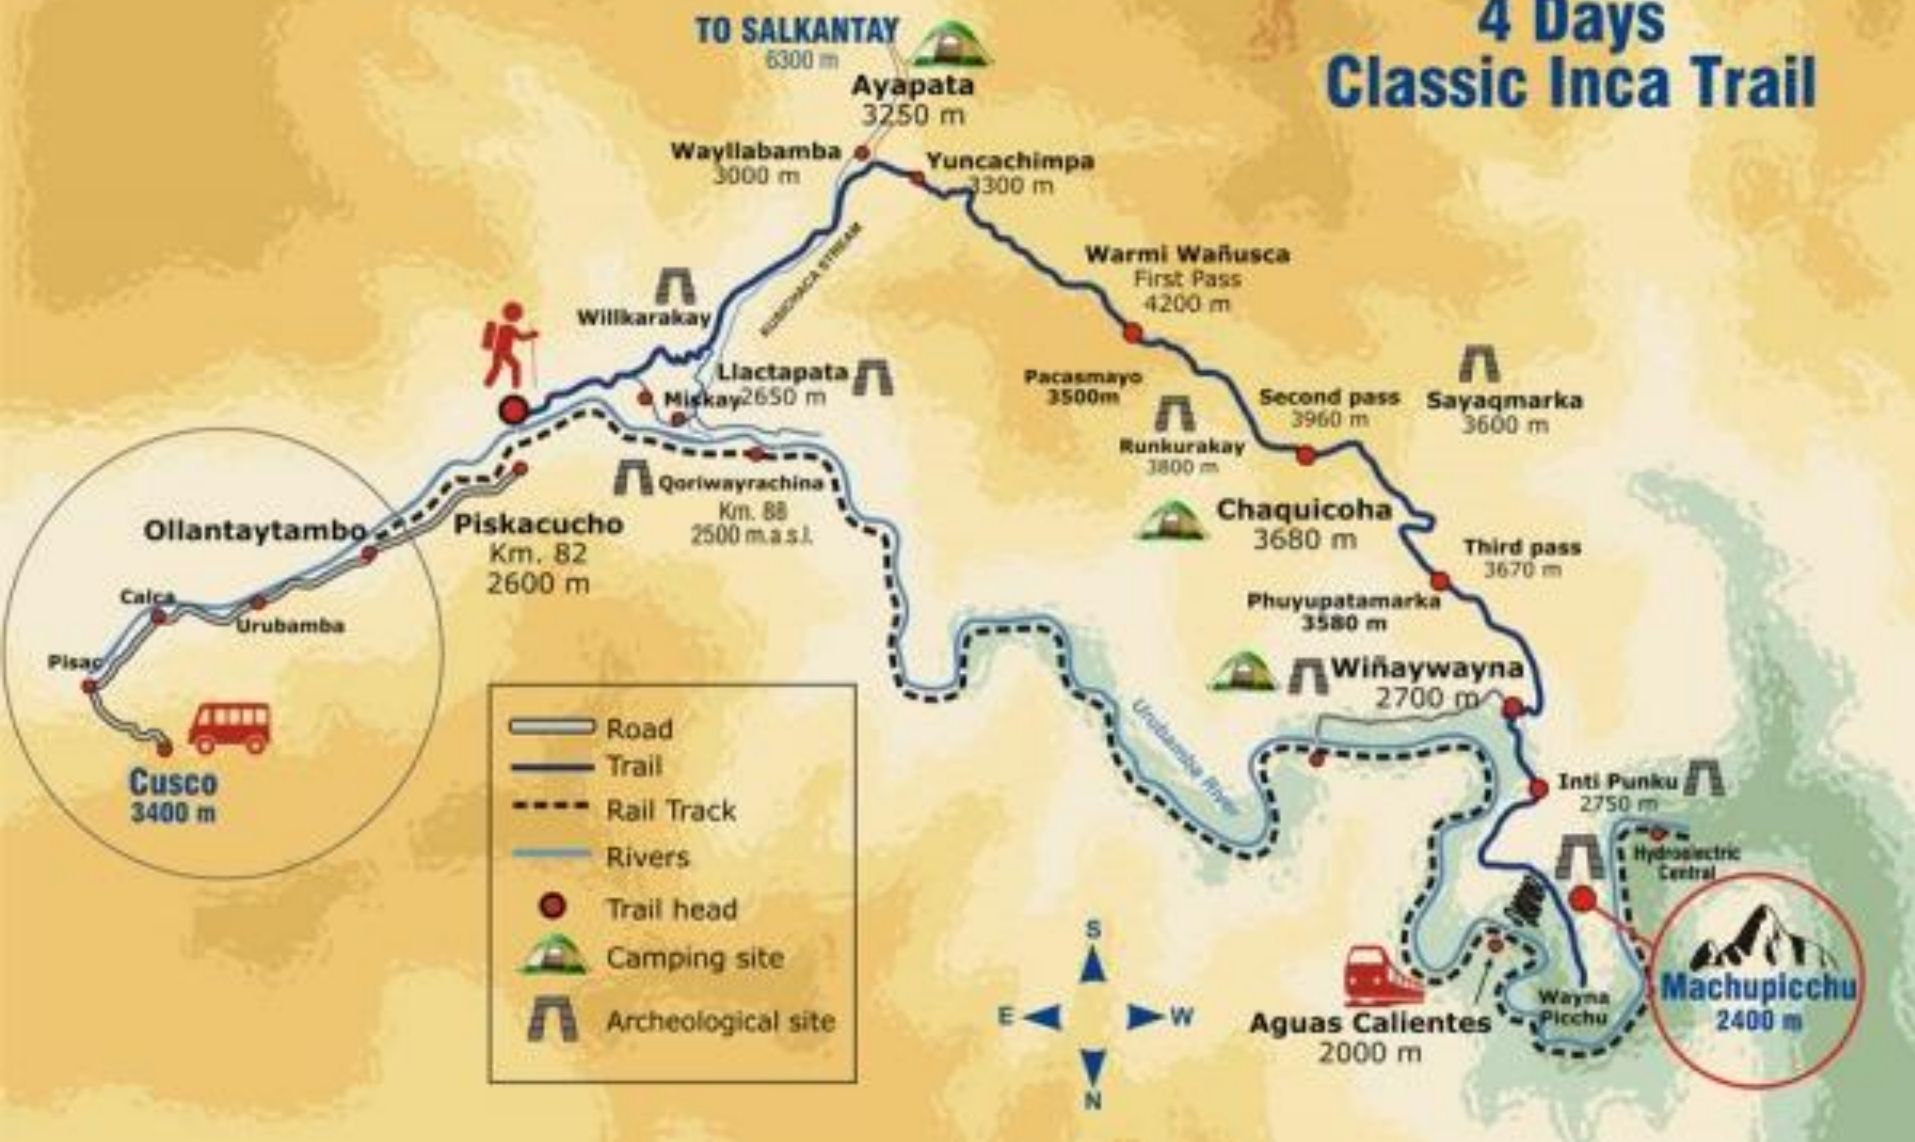 4 Days
Classic Inca Trail
TO SALKANTAY
6300 m
Ayapata
3250 m
Wayllabamba
3000 m
Yuncachimpa
3300 m
KUSICHACA STREAM
Warmi Wañusca
First Pass
4200 m
Willkarakay
Llactapata
2650 m
Miskay
Pacasmayo
3500m
Runkurakay
3800 m
Second pass
3960 m
Sayaqmarka
3600 m
Qoriwayrachina
Km. 88
2500 m.a.s.l.
Chaquicoha
3680 m
Ollantaytambo
Piskacucho
Km. 82
2600 m
Third pass
3670 m
Calca
Urubamba
Phuyupatamarka
3580 m
Pisac
Wiñaywayna
2700 m
Urubamba River
Cusco
3400 m
Inti Punku
2750 m
Hydroelectric
Central
Road
Trail
Rail Track
Rivers
Trail head
Camping site
Archeological site
S
E
W
N
Machupicchu
2400 m
Wayna
Picchu
Aguas Calientes
2000 m